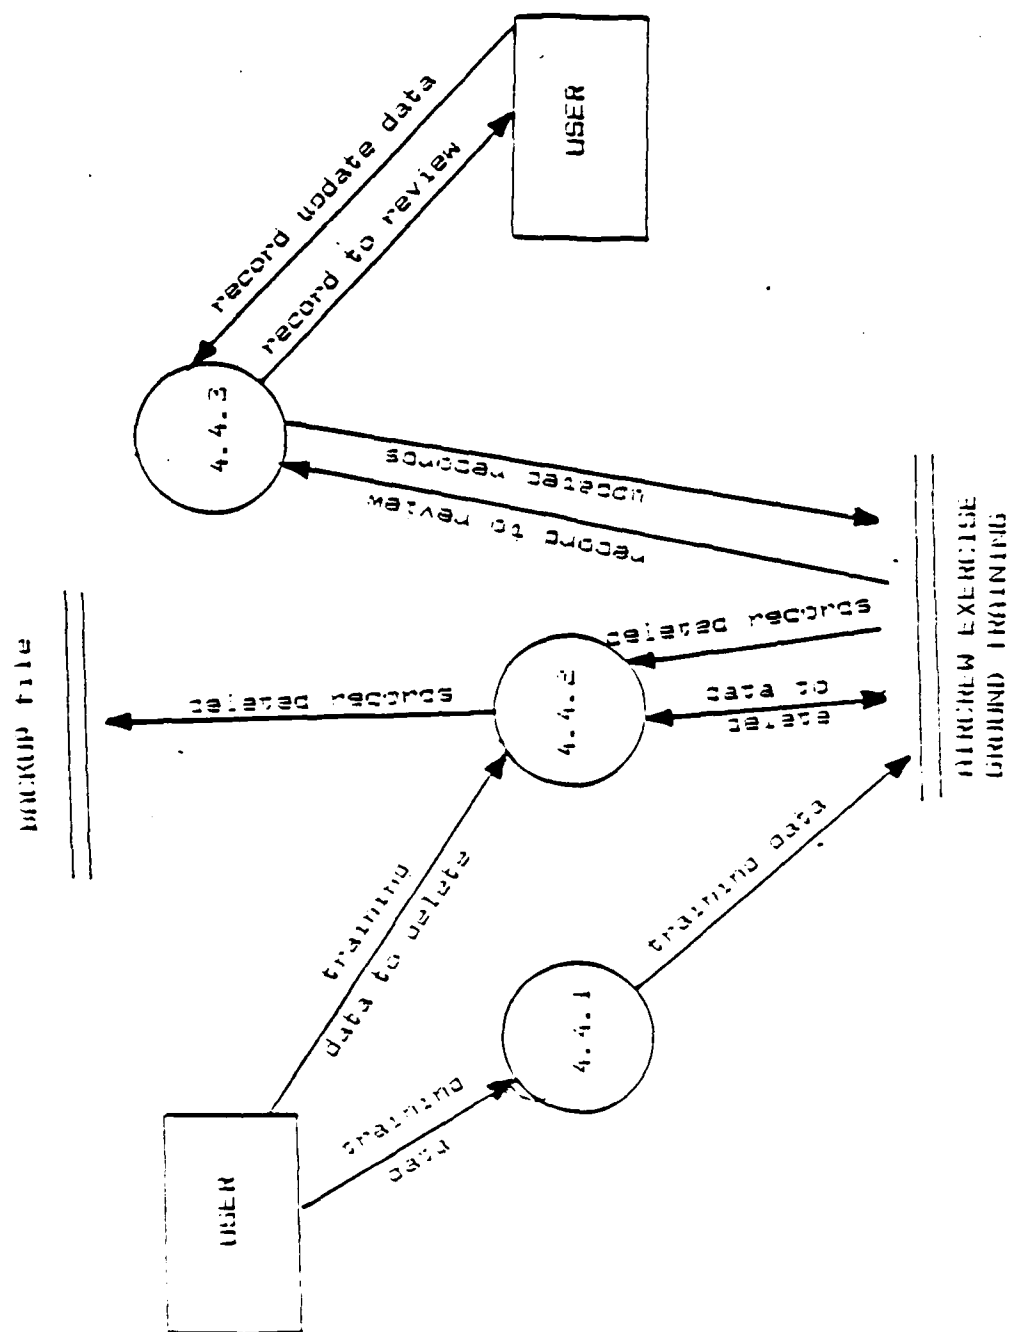 USER
training
data
4.4.1
training data
training
data to delete
4.4.2
data to
delete
deleted records
deleted records
BACKUP file
AIRCREW EXERCISE
GROUND TRAINING
4.4.3
record to review
updated records
record update data
record to review
USER